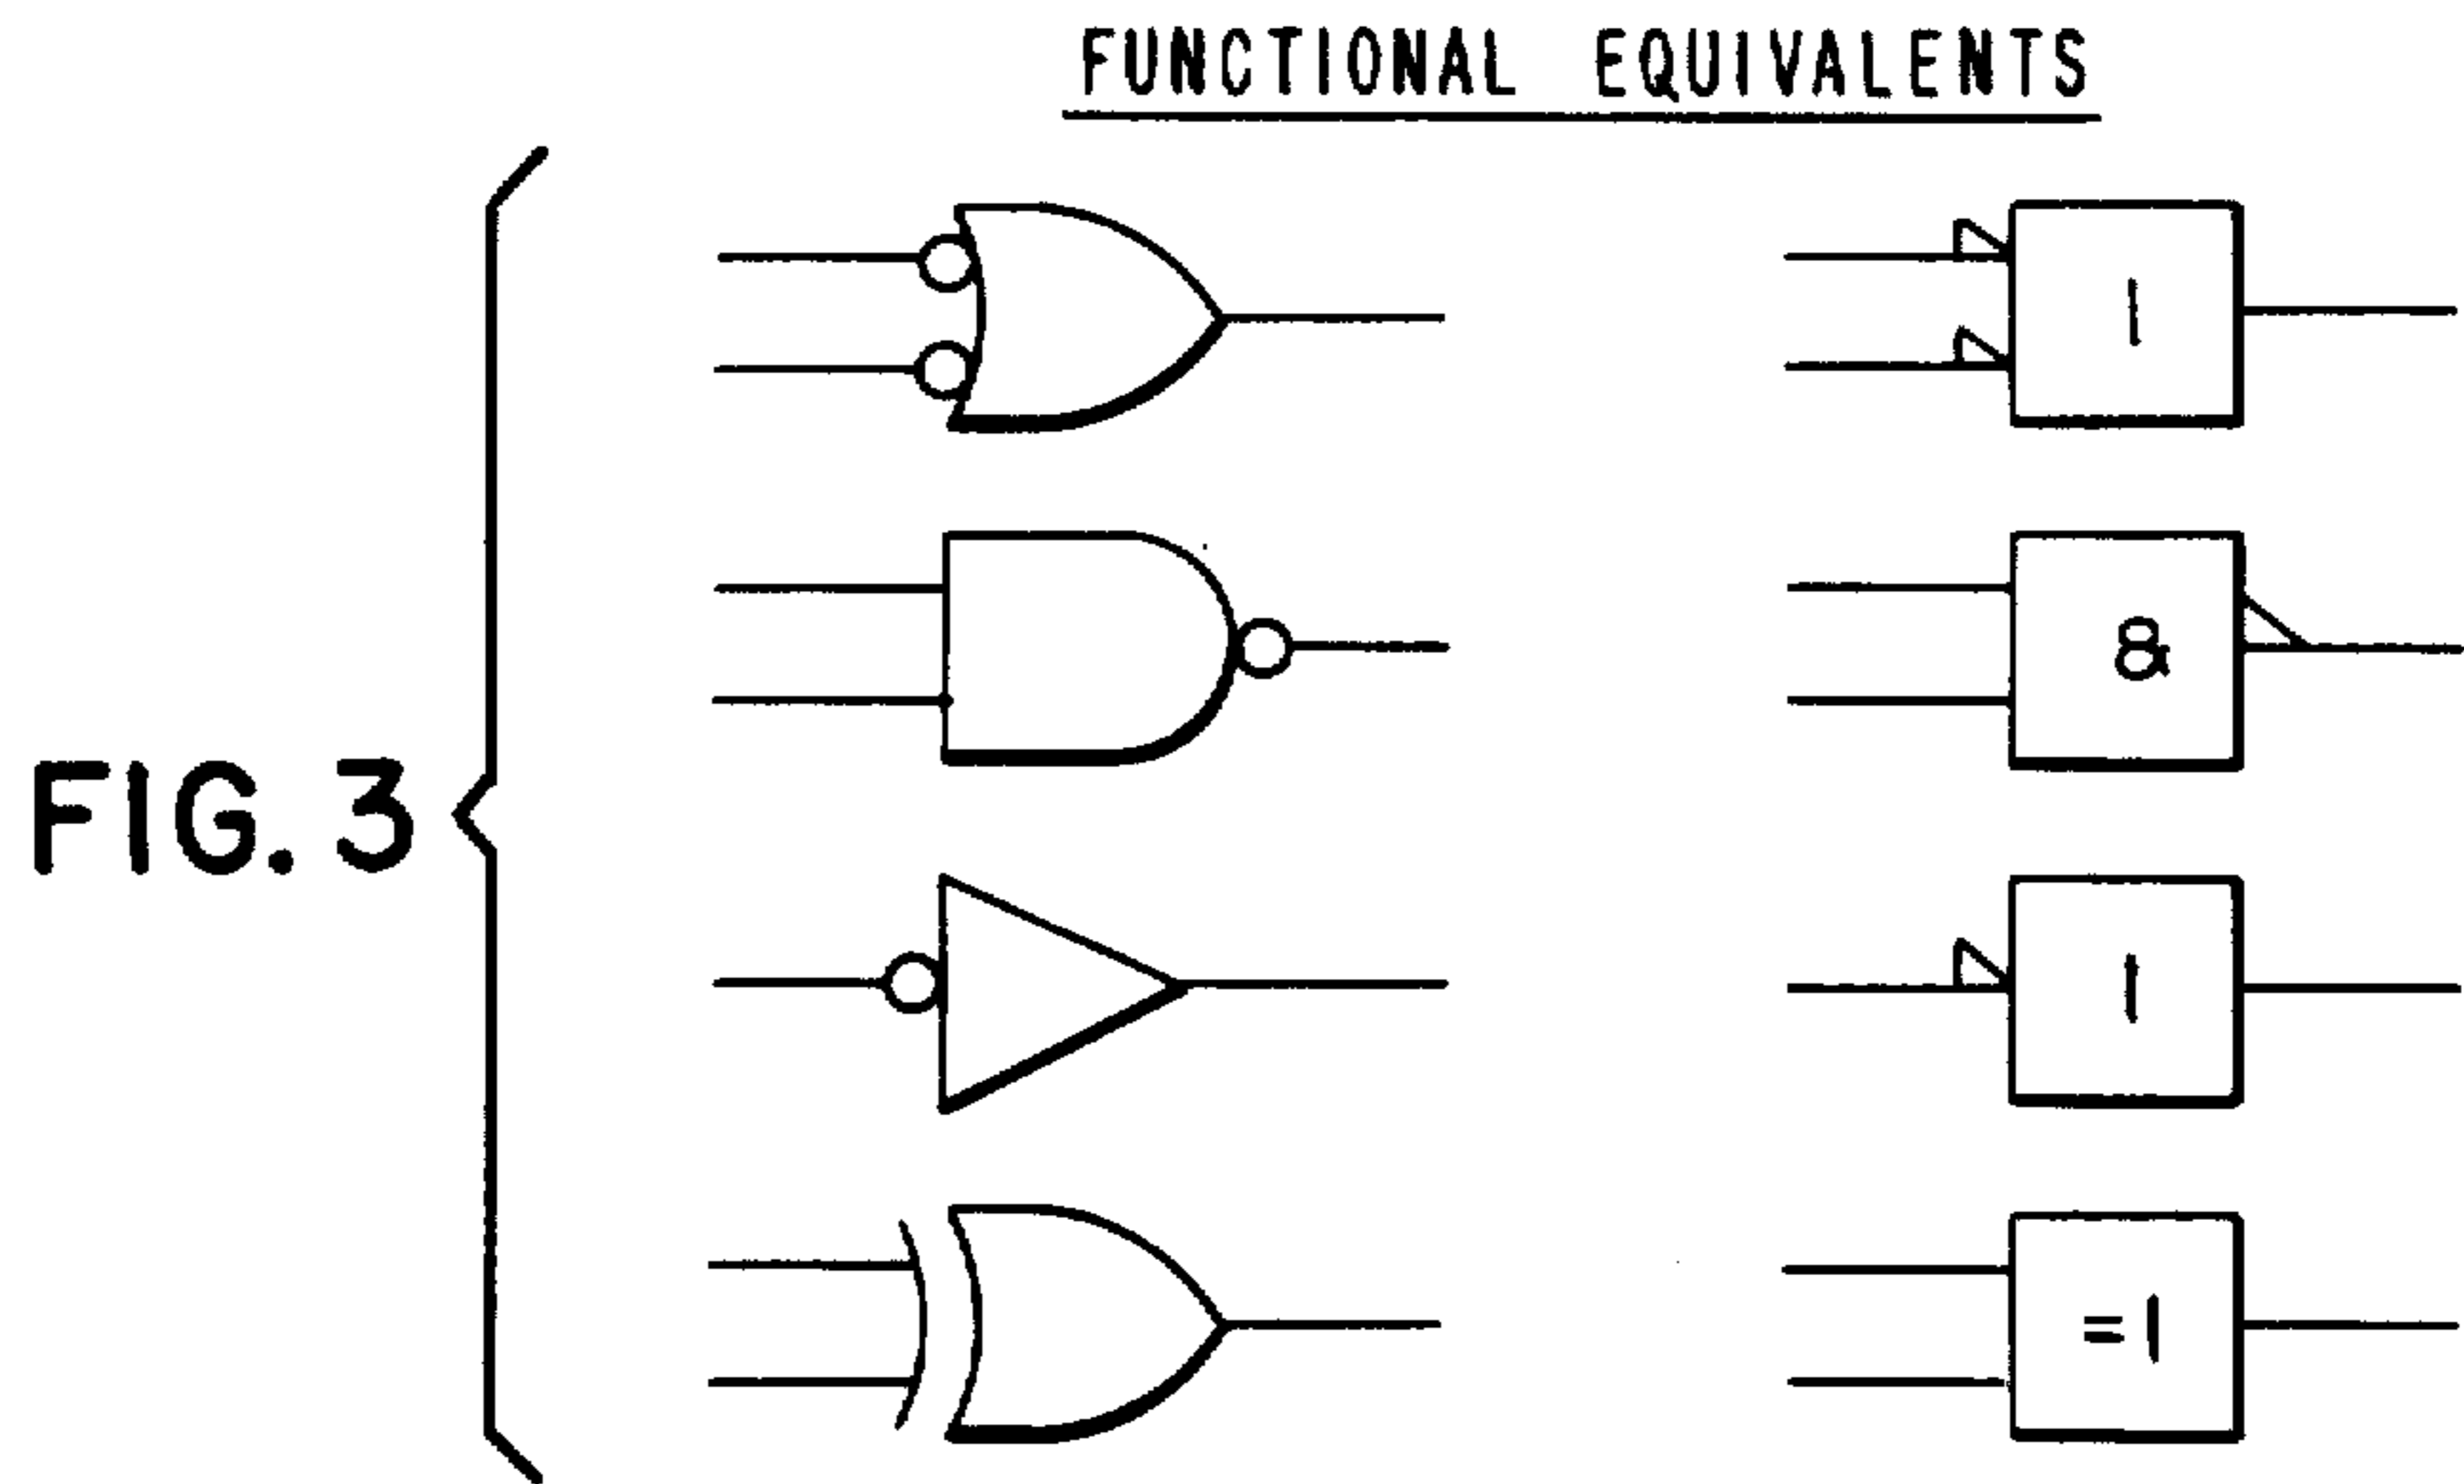 FUNCTIONAL EQUIVALENTS
1
&
FIG. 3
1
=1